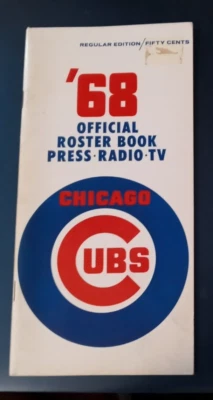 REGULAR EDITION/FIFTY CENTS
'68
OFFICIAL
ROSTER BOOK
PRESS·RADIO·TV
CHICAGO
CUBS